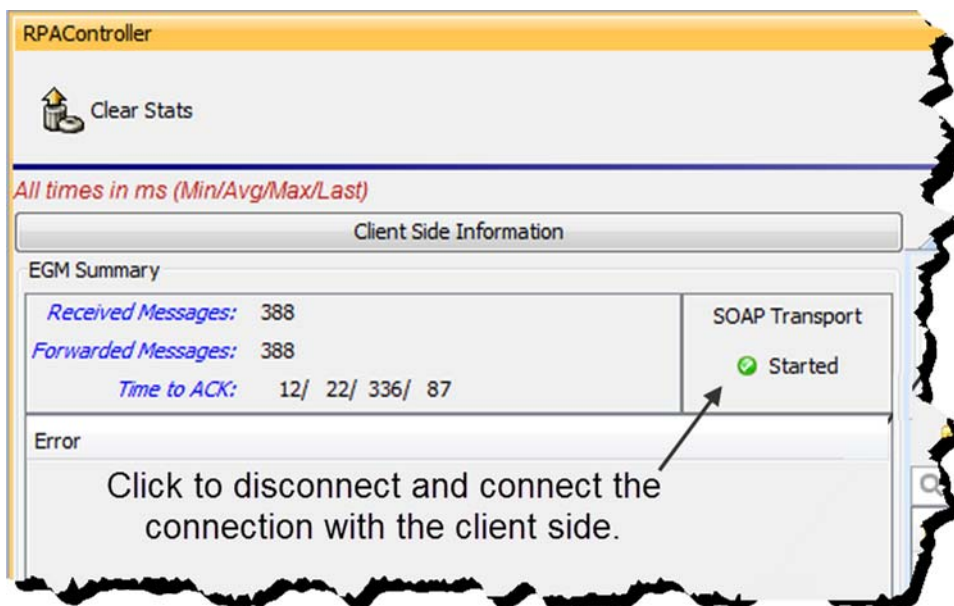 RPAController
Clear Stats
All times in ms (Min/Avg/Max/Last)
Client Side Information
EGM Summary
Received Messages: 388
Forwarded Messages: 388
Time to ACK: 12/ 22/ 336/ 87
SOAP Transport
Started
Error
Click to disconnect and connect the
connection with the client side.